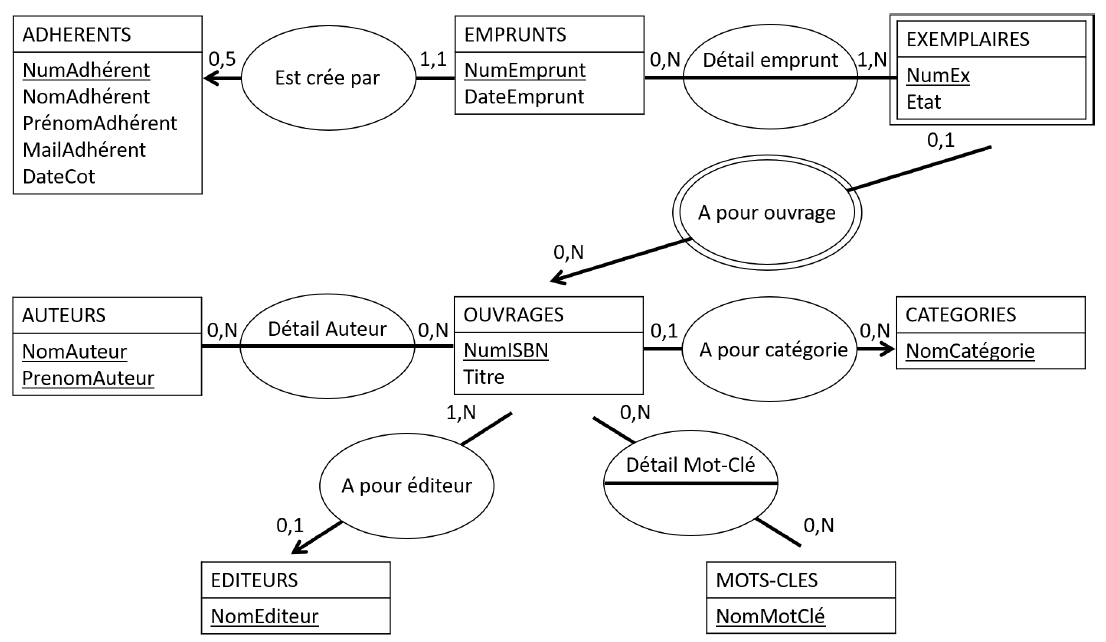 ADHERENTS
NumAdhérent
NomAdhérent
PrénomAdhérent
MailAdhérent
DateCot
0,5
Est crée par
1,1
EMPRUNTS
NumEmprunt
DateEmprunt
0,N
Détail emprunt
1,N
EXEMPLAIRES
NumEx
Etat
0,1
A pour ouvrage
0,N
AUTEURS
NomAuteur
PrenomAuteur
0,N
Détail Auteur
0,N
OUVRAGES
NumISBN
Titre
0,1
A pour catégorie
0,N
CATEGORIES
NomCatégorie
1,N
A pour éditeur
0,1
EDITEURS
NomEditeur
0,N
Détail Mot-Clé
0,N
MOTS-CLES
NomMotClé